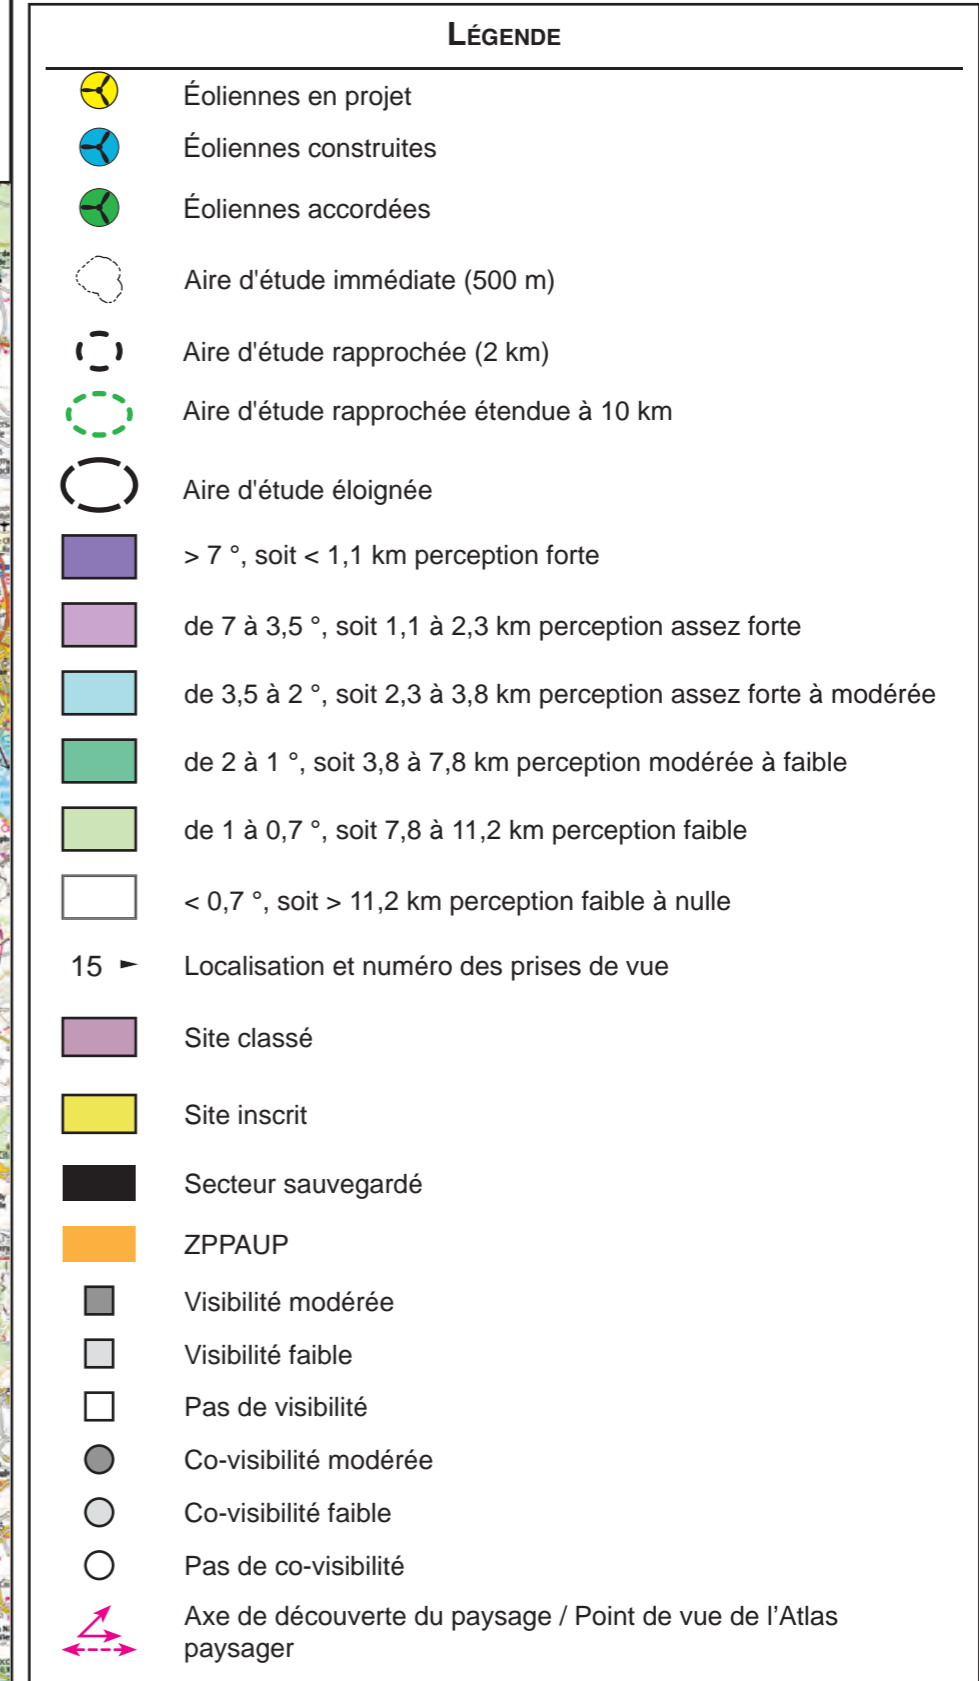 LÉGENDE
Éoliennes en projet
Éoliennes construites
Éoliennes accordées
Aire d'étude immédiate (500 m)
Aire d'étude rapprochée (2 km)
Aire d'étude rapprochée étendue à 10 km
Aire d'étude éloignée
> 7 °, soit < 1,1 km perception forte
de 7 à 3,5 °, soit 1,1 à 2,3 km perception assez forte
de 3,5 à 2 °, soit 2,3 à 3,8 km perception assez forte à modérée
de 2 à 1 °, soit 3,8 à 7,8 km perception modérée à faible
de 1 à 0,7 °, soit 7,8 à 11,2 km perception faible
< 0,7 °, soit > 11,2 km perception faible à nulle
15 Localisation et numéro des prises de vue
Site classé
Site inscrit
Secteur sauvegardé
ZPPAUP
Visibilité modérée
Visibilité faible
Pas de visibilité
Co-visibilité modérée
Co-visibilité faible
Pas de co-visibilité
Axe de découverte du paysage / Point de vue de l’Atlas
paysager